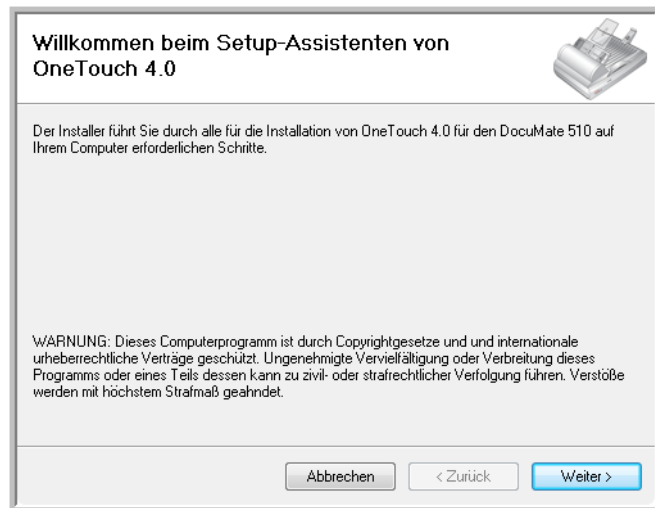 Willkommen beim Setup-Assistenten von
OneTouch 4.0
Der Installer führt Sie durch alle für die Installation von OneTouch 4.0 für den DocuMate 510 auf
Ihrem Computer erforderlichen Schritte.
WARNUNG: Dieses Computerprogramm ist durch Copyrightgesetze und und internationale
urheberrechtliche Verträge geschützt. Ungenehmigte Vervielfältigung oder Verbreitung dieses
Programms oder eines Teils dessen kann zu zivil- oder strafrechtlicher Verfolgung führen. Verstöße
werden mit höchstem Strafmaß geahndet.
Abbrechen < Zurück Weiter >